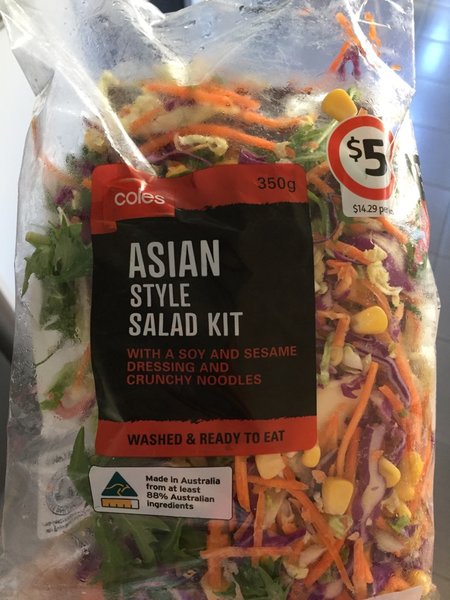 coles
350g
$5
$14.29 per
ASIAN
STYLE
SALAD KIT
WITH A SOY AND SESAME
DRESSING AND
CRUNCHY NOODLES
WASHED & READY TO EAT
Made in Australia
from at least
88% Australian
ingredients